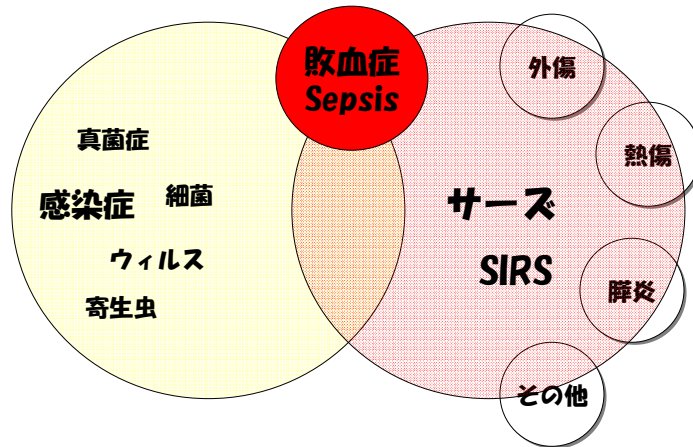 敗血症
Sepsis
真菌症
感染症
細菌
ウィルス
寄生虫
サーズ
SIRS
外傷
熱傷
膵炎
その他